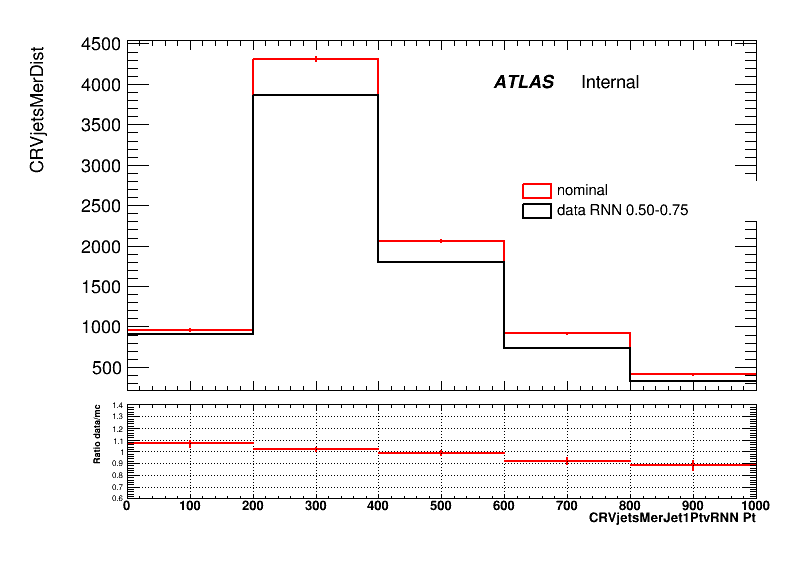 CRVjetsMerDist
4500
4000
3500
3000
2500
2000
1500
1000
500
ATLAS Internal
nominal
data RNN 0.50-0.75
Ratio data/mc
1.4
1.3
1.2
1.1
1
0.9
0.8
0.7
0.6
0 100 200 300 400 500 600 700 800 900 1000
CRVjetsMerJet1PtvRNN Pt